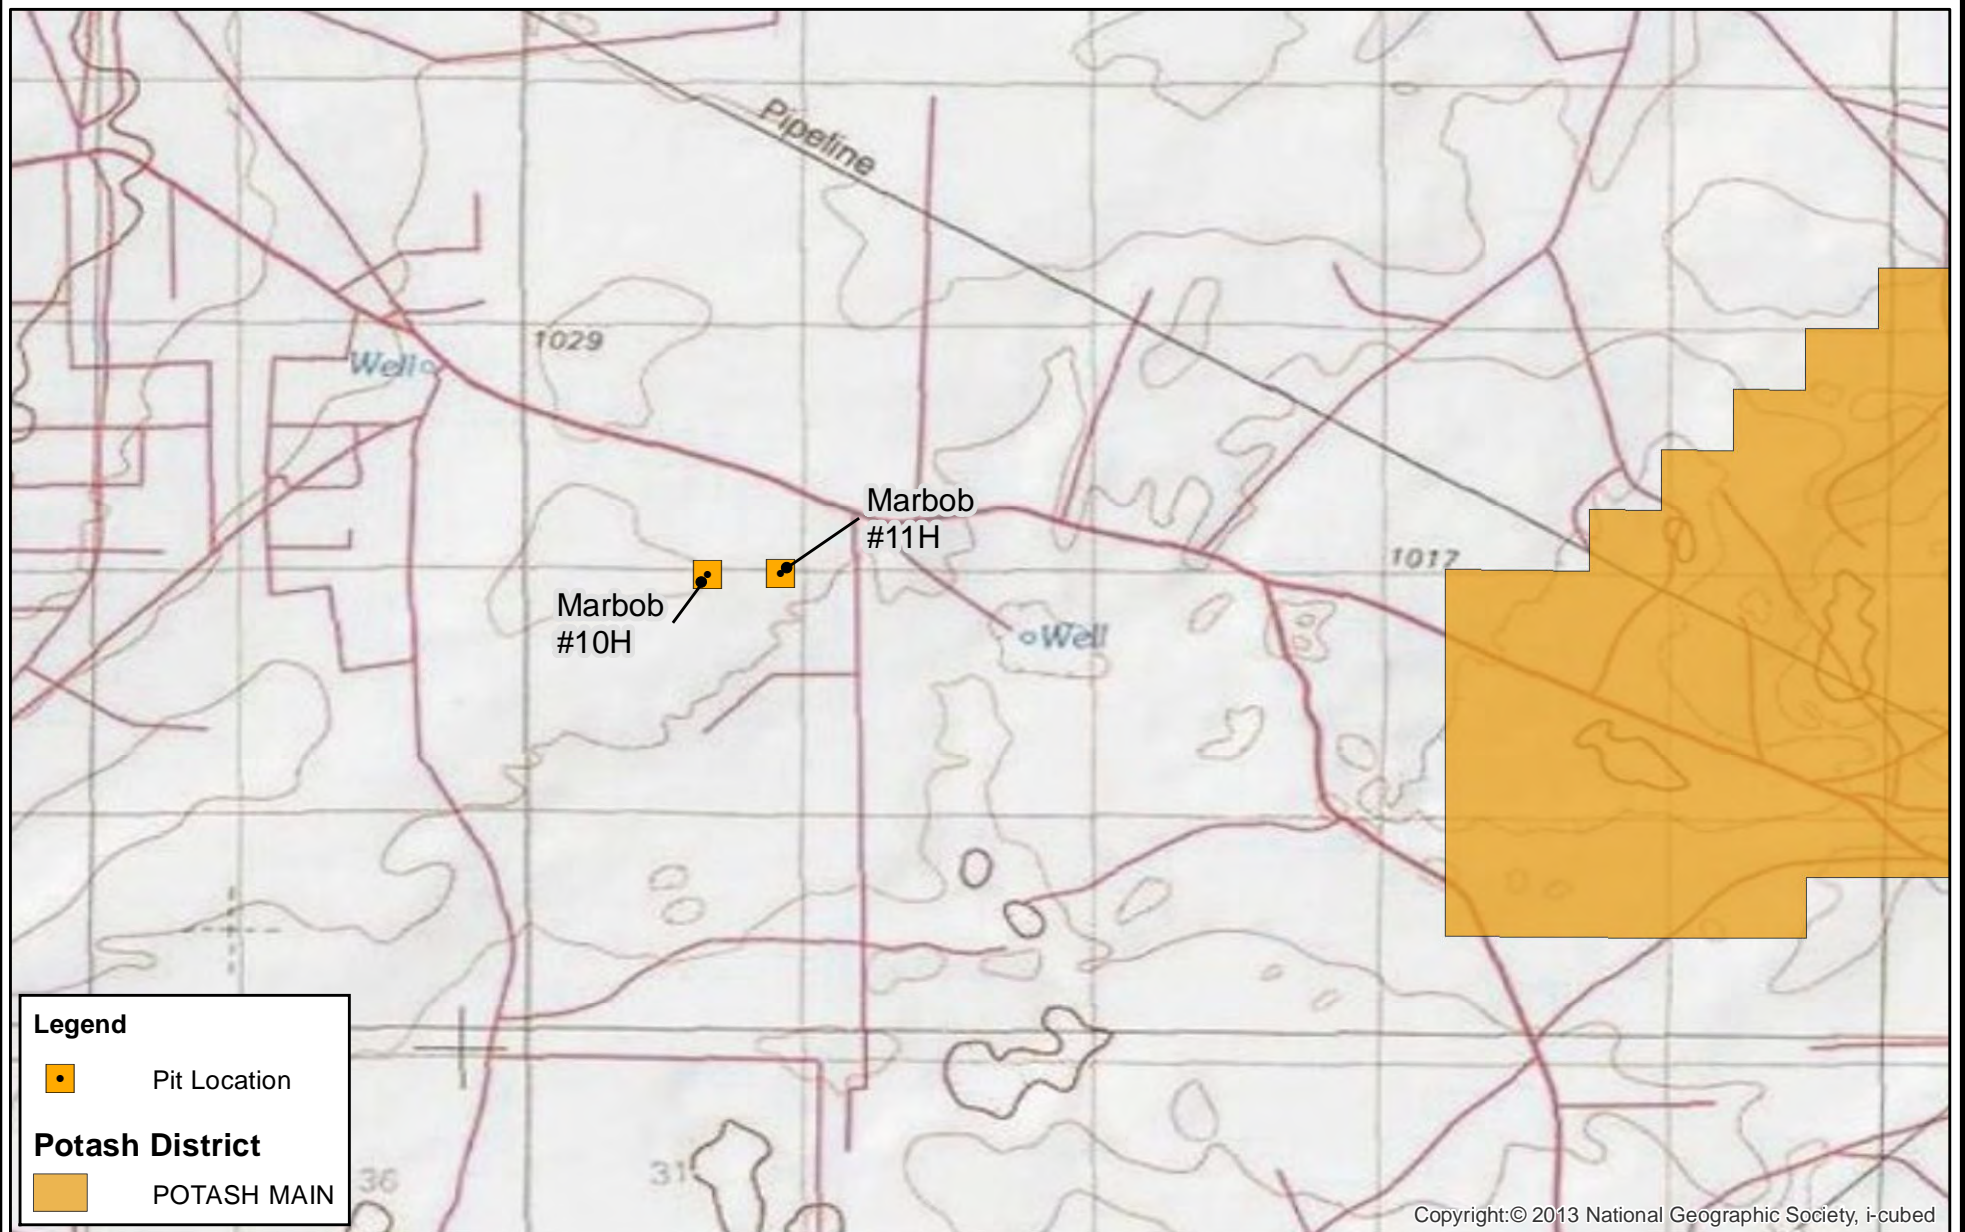 Pipeline
1029
Well
Marbob
#11H
1017
Marbob
#10H
Well
Legend
Pit Location
Potash District
POTASH MAIN
36
31
Copyright:© 2013 National Geographic Society, i-cubed